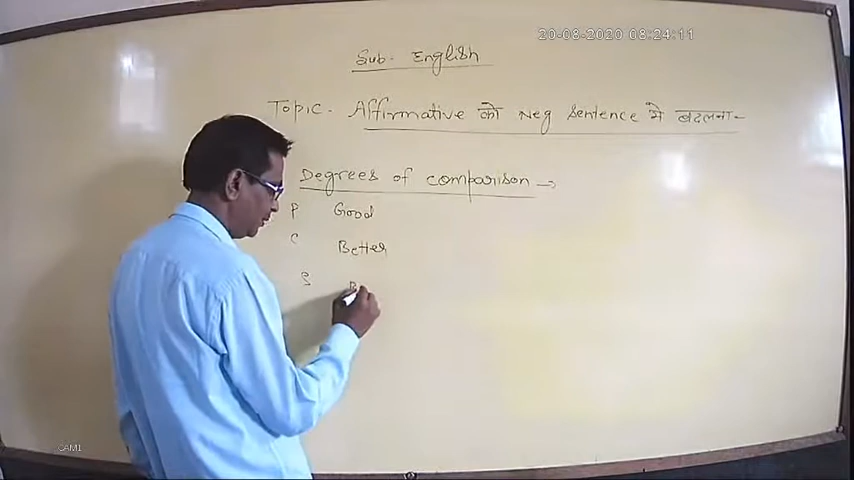 20-08-2020 08:24:11
Sub- English
Topic- Affirmative को Neg Sentence मे बदलना-
Degrees of comparison →
P Good
C Better
S B
CAM1